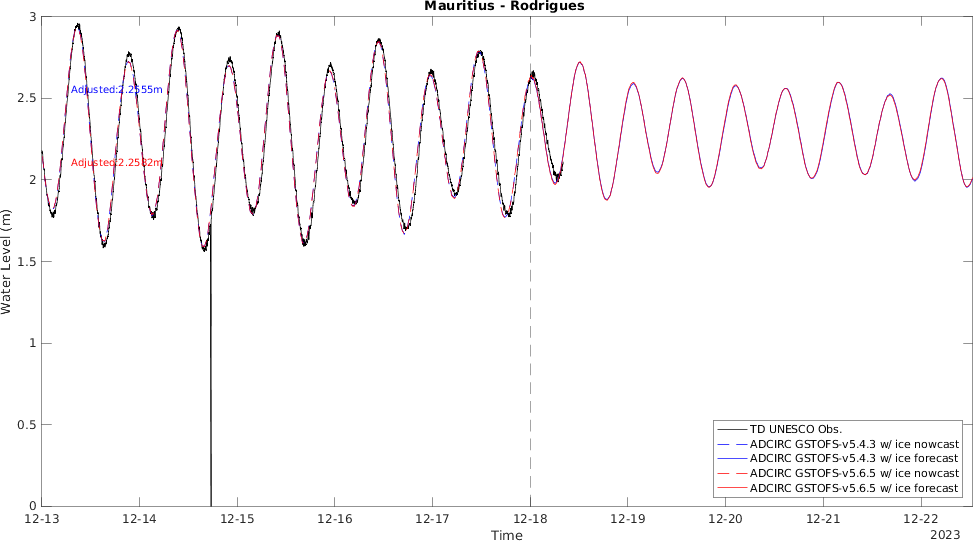 Mauritius - Rodrigues
3
2.5
2
1.5
1
0.5
0
Water Level (m)
Adjusted:2.2555m
Adjusted:2.2582m
TD UNESCO Obs.
ADCIRC GSTOFS-v5.4.3 w/ ice nowcast
ADCIRC GSTOFS-v5.4.3 w/ ice forecast
ADCIRC GSTOFS-v5.6.5 w/ ice nowcast
ADCIRC GSTOFS-v5.6.5 w/ ice forecast
12-13 12-14 12-15 12-16 12-17 12-18 12-19 12-20 12-21 12-22
Time
2023